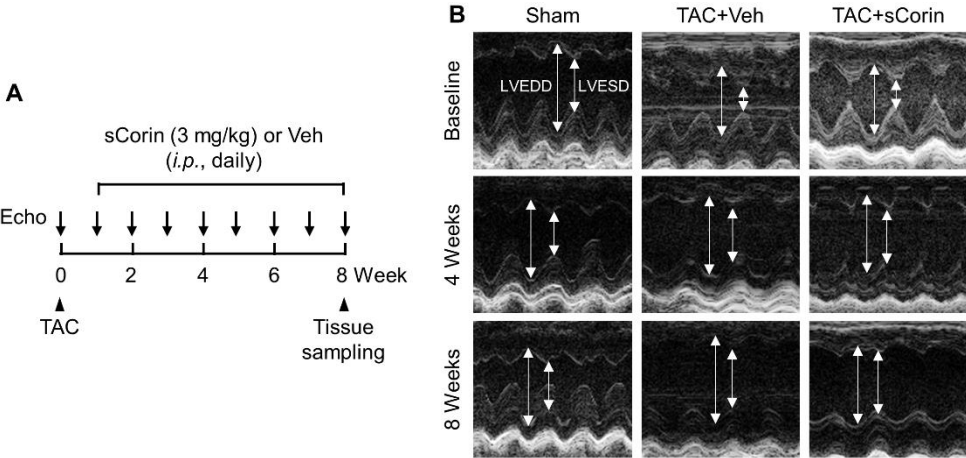 A
sCorin (3 mg/kg) or Veh
(i.p., daily)
Echo
0 2 4 6 8 Week
TAC
Tissue
sampling
B
Sham TAC+Veh TAC+sCorin
Baseline
LVEDD LVESD
4 Weeks
8 Weeks